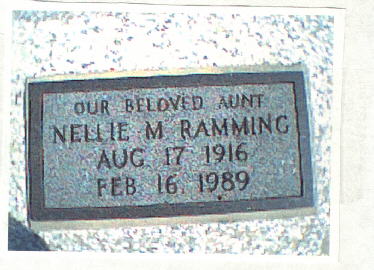 OUR BELOVED AUNT
NELLIE M RAMMING
AUG 17 1916
FEB 16, 1989